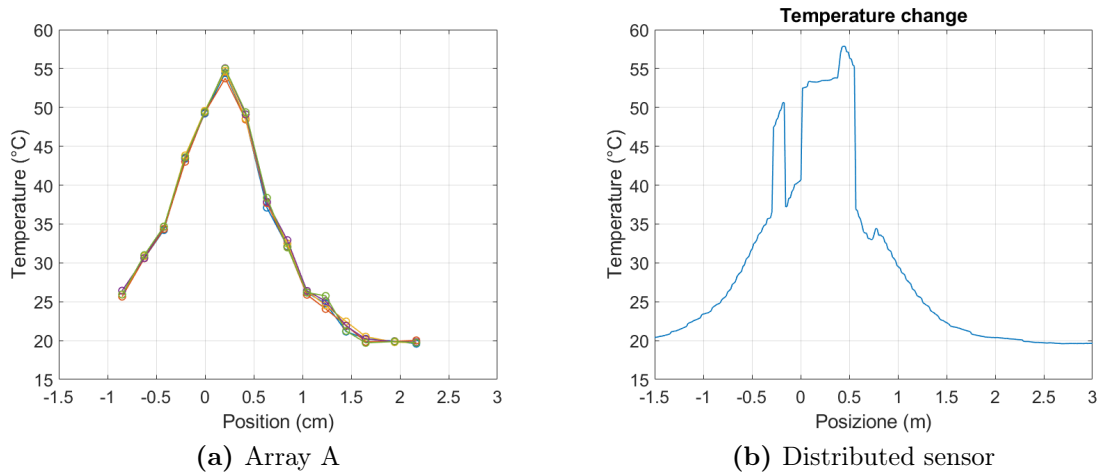 Temperature change
60
55
50
45
40
35
30
25
20
15
Temperature (°C)
-1.5 -1 -0.5 0 0.5 1 1.5 2 2.5 3
Position (cm)
(a) Array A
60
55
50
45
40
35
30
25
20
15
Temperature (°C)
-1.5 -1 -0.5 0 0.5 1 1.5 2 2.5 3
Posizione (m)
(b) Distributed sensor